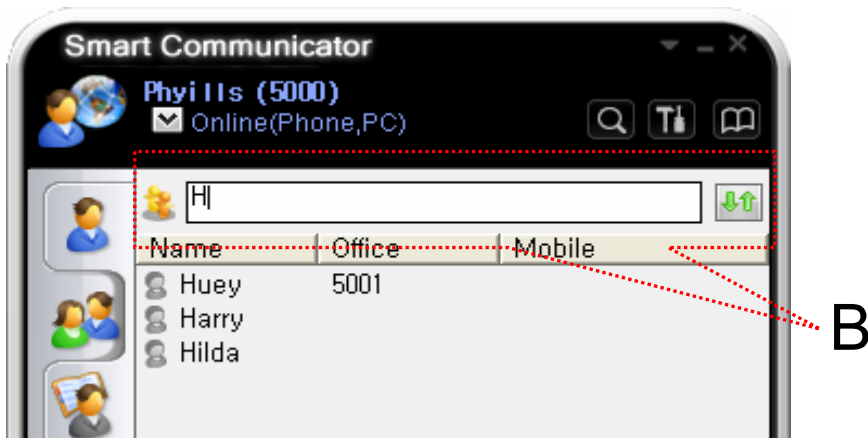 Smart Communicator
Phyills (5000)
Online(Phone,PC)
H
Name Office Mobile
Huey 5001
Harry
Hilda
B